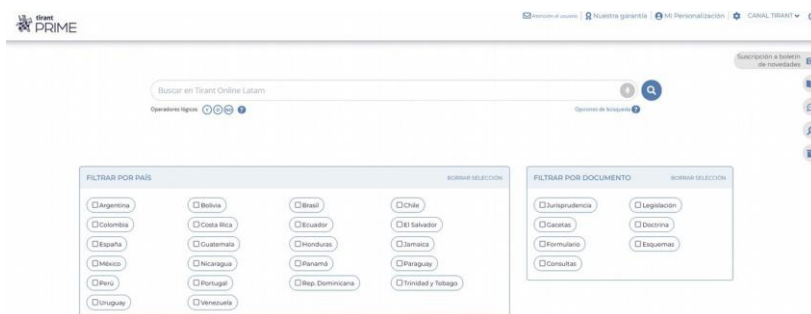 tirant
PRIME
Atención al usuario | Nuestra garantía | Mi Personalización | CANAL TIRANT
Suscripción a boletín
de novedades
Buscar en Tirant Online Latam
Operadores lógicos Y O NO ? Opciones de búsqueda ?
FILTRAR POR PAÍS BORRAR SELECCIÓN FILTRAR POR DOCUMENTO BORRAR SELECCIÓN
Argentina Bolivia Brasil Chile Jurisprudencia Legislación
Colombia Costa Rica Ecuador El Salvador Gacetas Doctrina
España Guatemala Honduras Jamaica Formulario Esquemas
México Nicaragua Panamá Paraguay Consultas
Perú Portugal Rep. Dominicana Trinidad y Tobago
Uruguay Venezuela